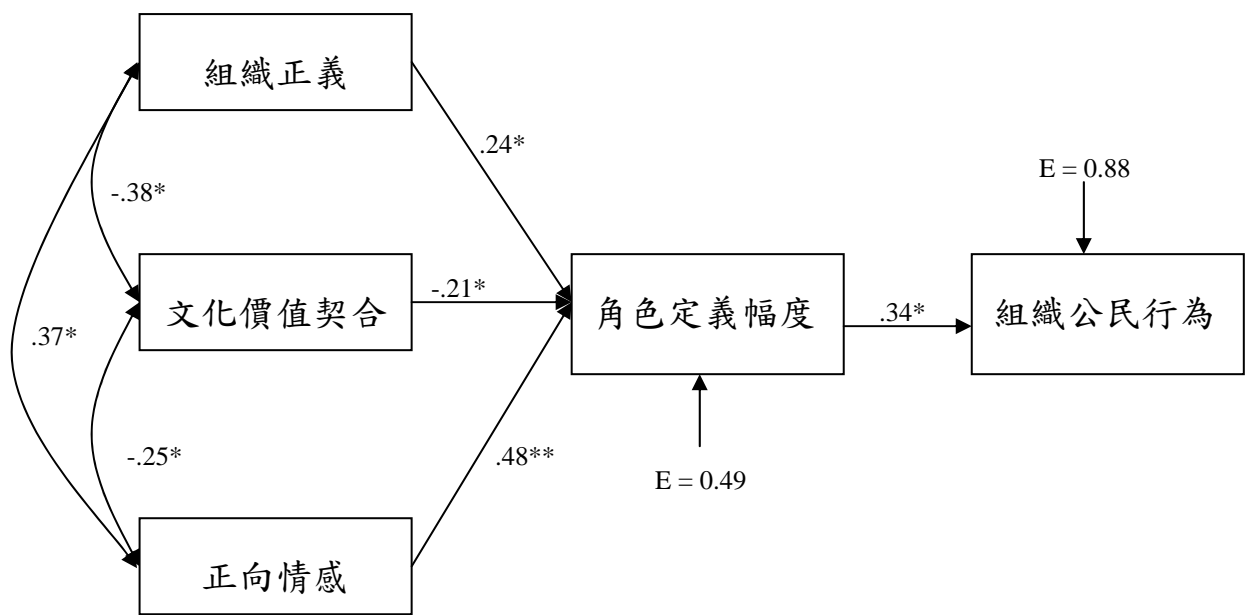 組織正義
.24*
E = 0.88
-.38*
文化價值契合
-.21*
角色定義幅度
.34*
組織公民行為
.37*
-.25*
.48**
E = 0.49
正向情感